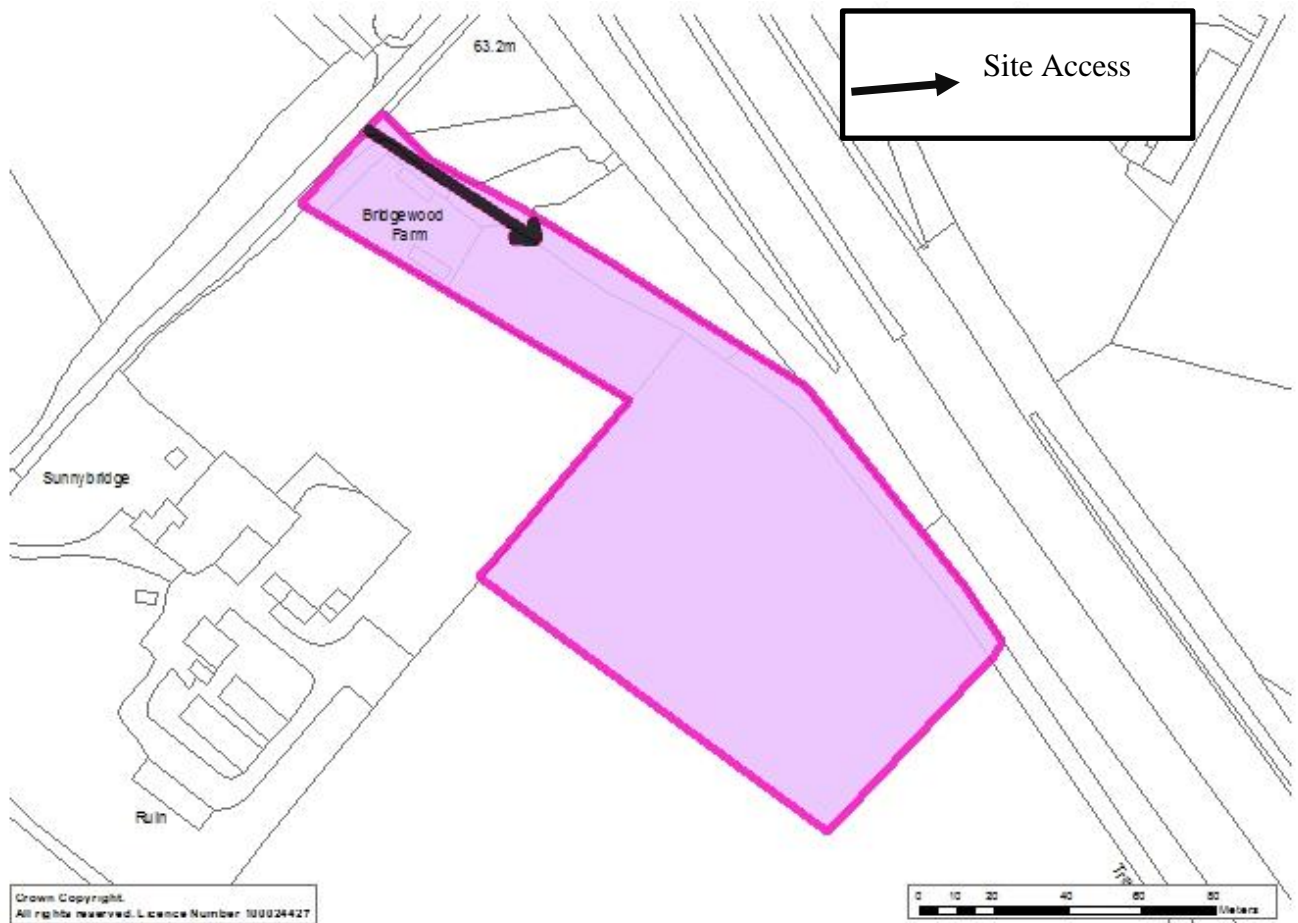 63.2m
Site Access
Bridgewood
Farm
Sunnybridge
Ruin
Crown Copyright.
All rights reserved. Licence Number 100024427
0 10 20 40 60 80
Meters